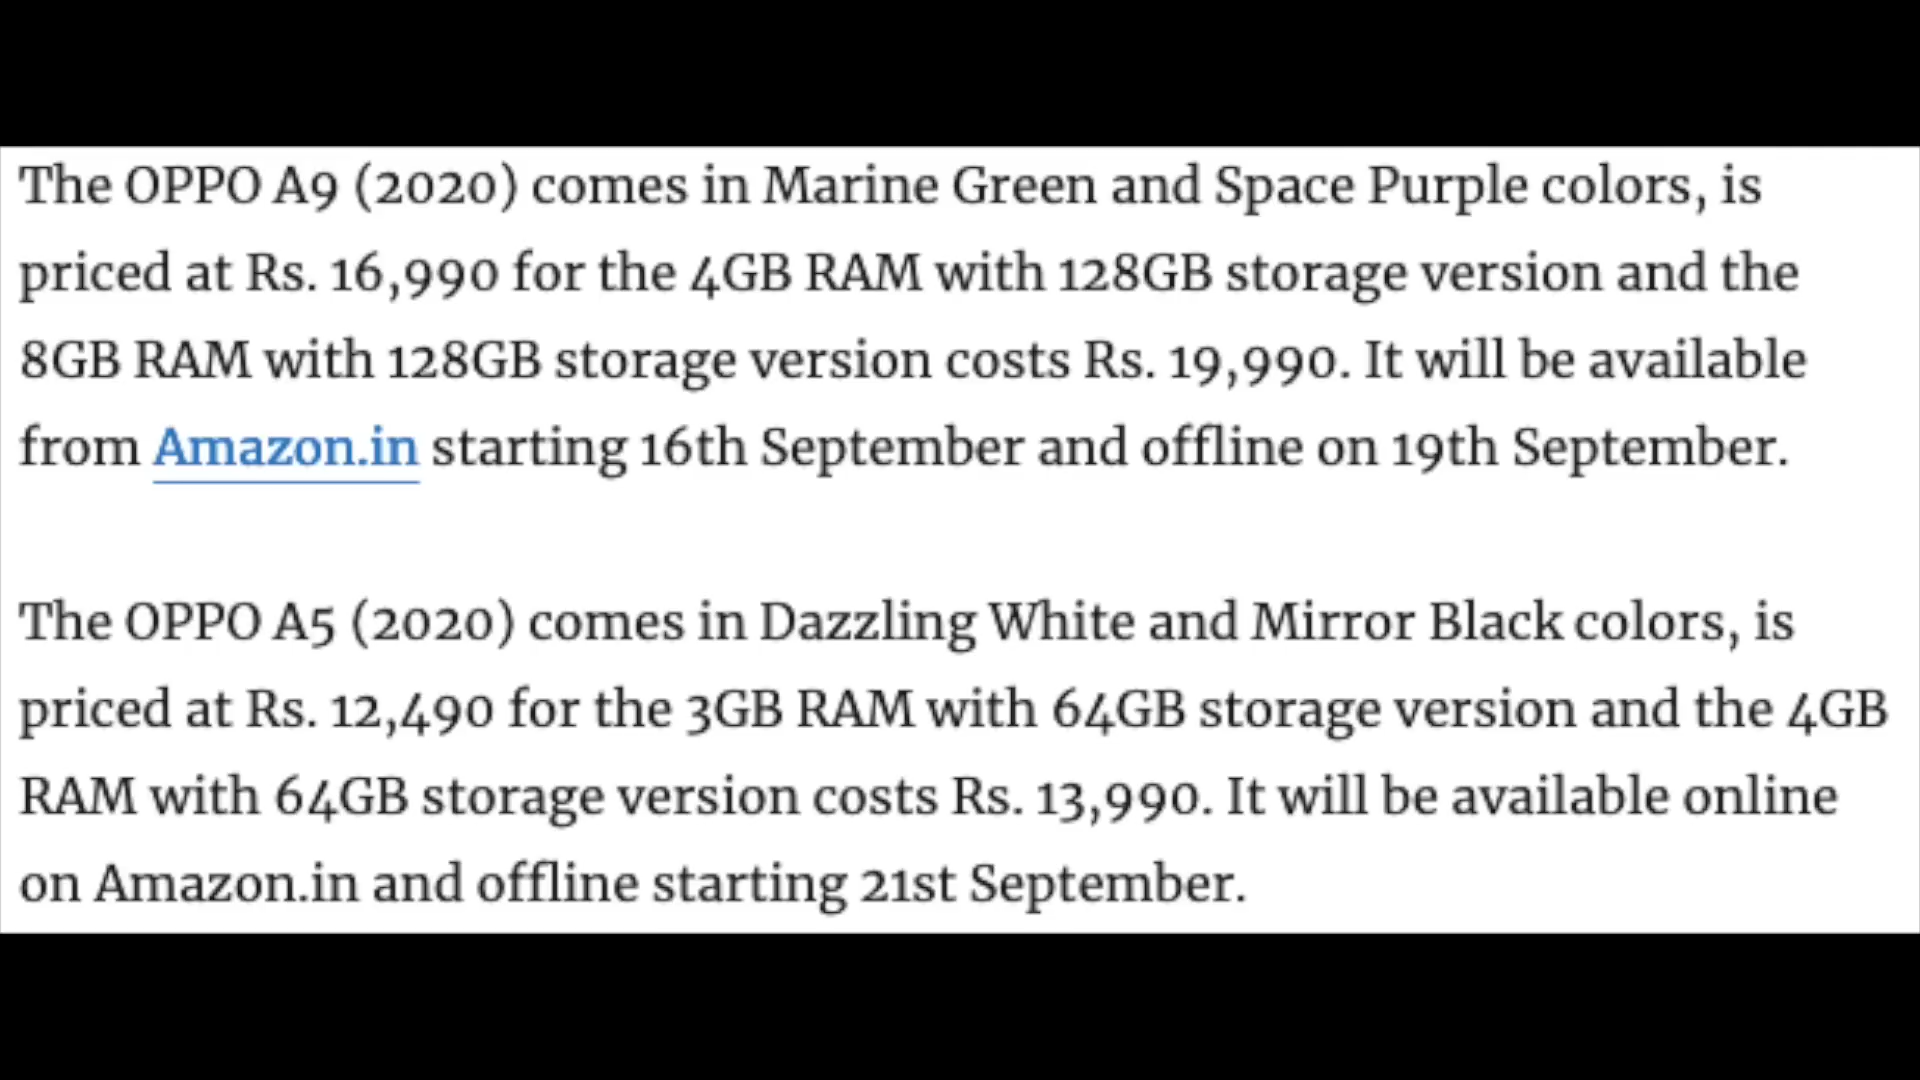 The OPPO A9 (2020) comes in Marine Green and Space Purple colors, is
priced at Rs. 16,990 for the 4GB RAM with 128GB storage version and the
8GB RAM with 128GB storage version costs Rs. 19,990. It will be available
from Amazon.in starting 16th September and offline on 19th September.
The OPPO A5 (2020) comes in Dazzling White and Mirror Black colors, is
priced at Rs. 12,490 for the 3GB RAM with 64GB storage version and the 4GB
RAM with 64GB storage version costs Rs. 13,990. It will be available online
on Amazon.in and offline starting 21st September.